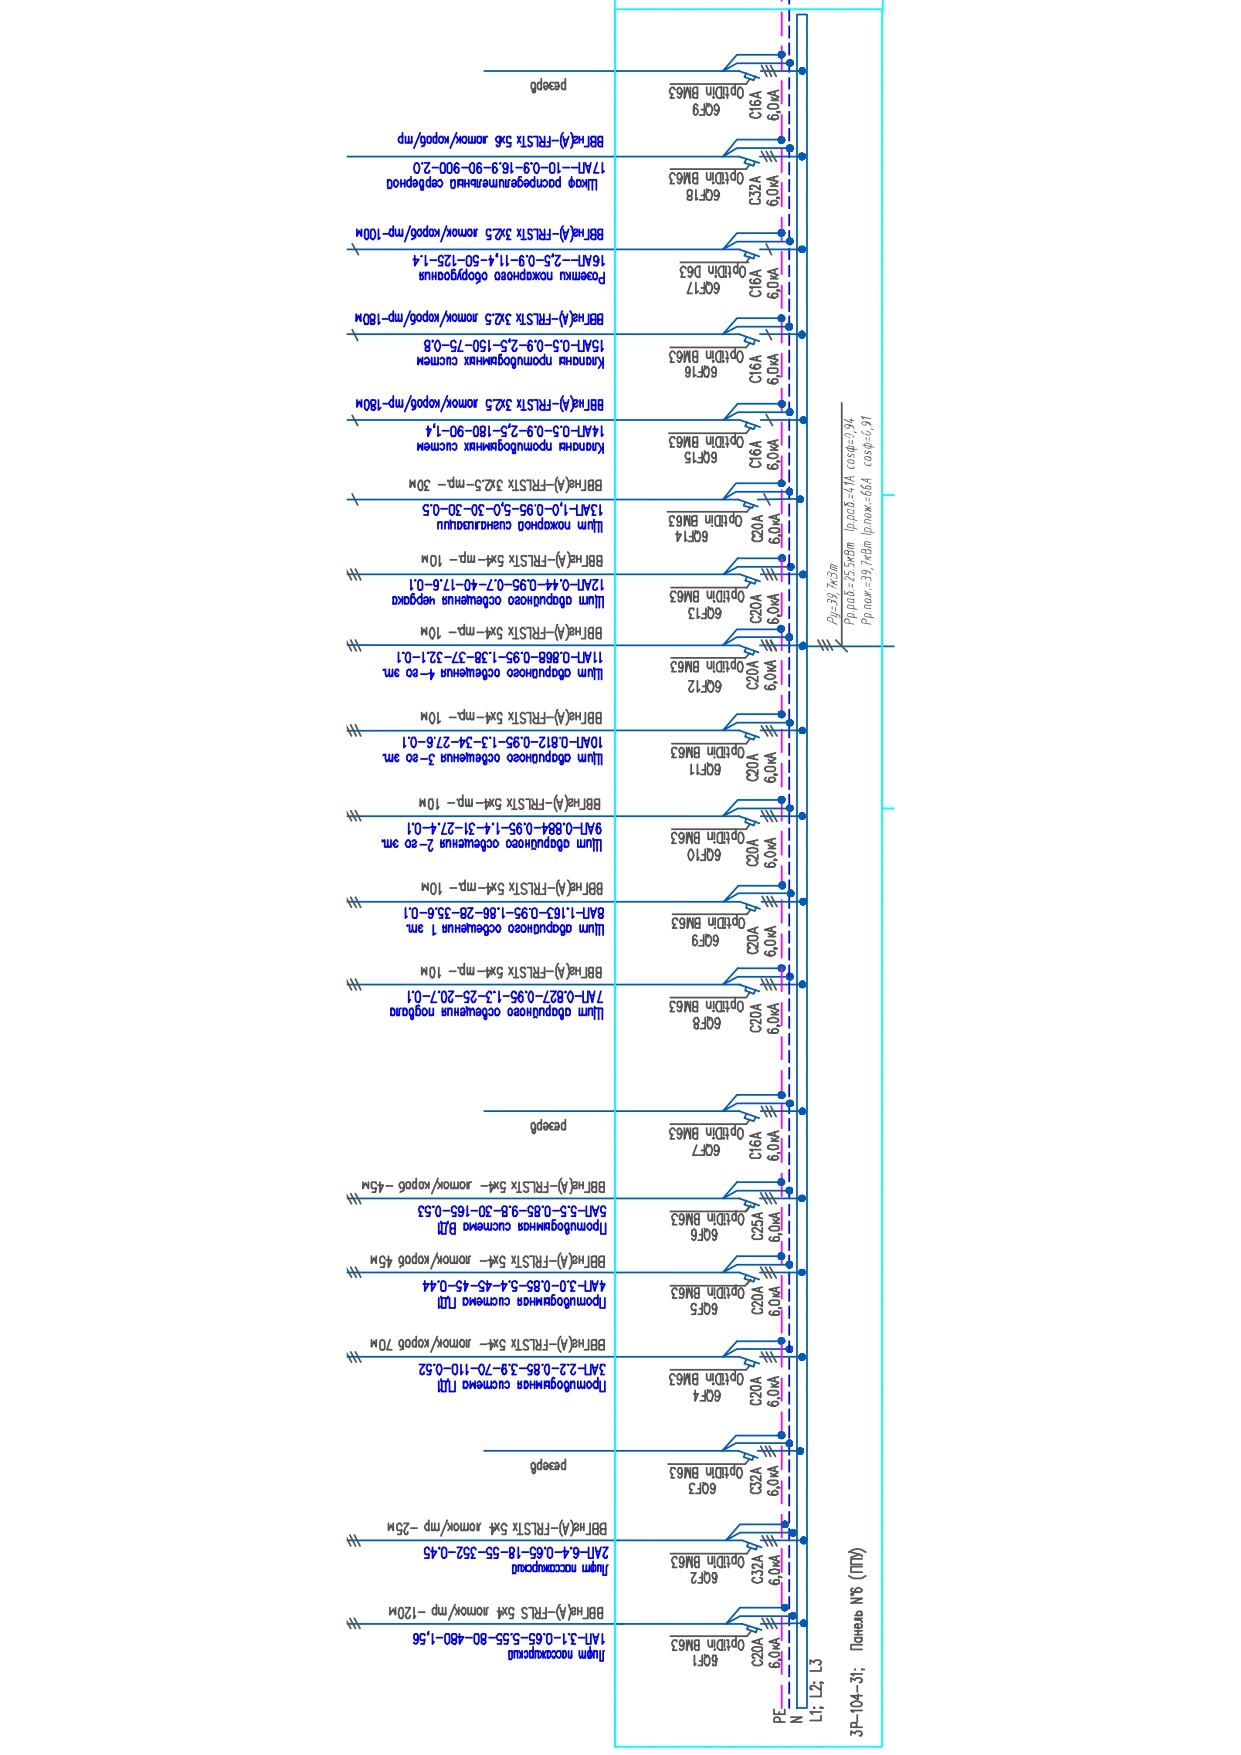 резерв
6QF9
OptiDin BM63
C16A
6,0кА
ВВГнг(А)-FRLSTx 5х6 лоток/короб/тр
17АП---10-0.9-16.9-90-900-2.0
Шкаф распределительный серверной
6QF18
OptiDin BM63
C32A
6,0кА
ВВГнг(А)-FRLSTx 3х2.5 лоток/короб/тр-100м
16АП---2,5-0.9-11,4-50-125-1.4
Розетки пожарного оборудования
6QF17
OptiDin D63
C16A
6,0кА
ВВГнг(А)-FRLSTx 3х2.5 лоток/короб/тр-180м
15АП-0.5-0.9-2,5-150-75-0.8
Клапаны противодымных систем
6QF16
OptiDin BM63
C16A
6,0кА
ВВГнг(А)-FRLSTx 3х2.5 лоток/короб/тр-180м
14АП-0.5-0.9-2,5-180-90-1,4
Клапаны противодымных систем
6QF15
OptiDin BM63
C16A
6,0кА
ВВГнг(А)-FRLSTx 3х2.5-тр.- 30м
13АП-1,0-0.95-5,0-30-30-0.5
Щит пожарной сигнализации
6QF14
OptiDin BM63
C20A
6,0кА
ВВГнг(А)-FRLSTx 5х4-тр.- 10м
12АП-0.44-0.95-0.7-40-17.6-0.1
Щит аварийного освещения чердака
6QF13
OptiDin BM63
C20A
6,0кА
ВВГнг(А)-FRLSTx 5х4-тр.- 10м
11АП-0.868-0.95-1.38-37-32.1-0.1
Щит аварийного освещения 4-го эт.
6QF12
OptiDin BM63
C20A
6,0кА
ВВГнг(А)-FRLSTx 5х4-тр.- 10м
10АП-0.812-0.95-1.3-34-27.6-0.1
Щит аварийного освещения 3-го эт.
6QF11
OptiDin BM63
C20A
6,0кА
ВВГнг(А)-FRLSTx 5х4-тр.- 10м
9АП-0.884-0.95-1.4-31-27.4-0.1
Щит аварийного освещения 2-го эт.
6QF10
OptiDin BM63
C20A
6,0кА
ВВГнг(А)-FRLSTx 5х4-тр.- 10м
8АП-1.163-0.95-1.86-28-35.6-0.1
Щит аварийного освещения 1 эт.
6QF9
OptiDin BM63
C20A
6,0кА
ВВГнг(А)-FRLSTx 5х4-тр.- 10м
7АП-0.827-0.95-1.3-25-20.7-0.1
Щит аварийного освещения подвала
6QF8
OptiDin BM63
C20A
6,0кА
резерв
6QF7
OptiDin BM63
C16A
6,0кА
ВВГнг(А)-FRLSTx 5х4- лоток/короб -45м
5АП-5.5-0.85-9.8-30-165-0.53
Противодымная система ВД1
6QF6
OptiDin BM63
C25A
6,0кА
ВВГнг(А)-FRLSTx 5х4- лоток/короб 45м
4АП-3.0-0.85-5.4-45-45-0.44
Противодымная система ПД1
6QF5
OptiDin BM63
C20A
6,0кА
ВВГнг(А)-FRLSTx 5х4- лоток/короб 70м
3АП-2.2-0.85-3.9-70-110-0.52
Противодымная система ПД1
6QF4
OptiDin BM63
C20A
6,0кА
резерв
6QF3
OptiDin BM63
C32A
6,0кА
ВВГнг(А)-FRLSTx 5х4 лоток/тр -25м
2АП-6.4-0.65-18-55-352-0.45
Лифт пассажирский
6QF2
OptiDin BM63
C32A
6,0кА
ВВГнг(А)-FRLS 5х4 лоток/тр -120м
1АП-3.1-0.65-5.55-80-480-1,56
Лифт пассажирский
6QF1
OptiDin BM63
C20A
6,0кА
Ру=39,7кВт
Рр.раб.=25.5кВт Iр.раб.=41А cosφ=0,94
Рр.пож.=39,7кВт Iр.пож.=66А cosφ=0,91
PE
N
L1; L2; L3
3Р-104-31; Панель №6 (ППУ)